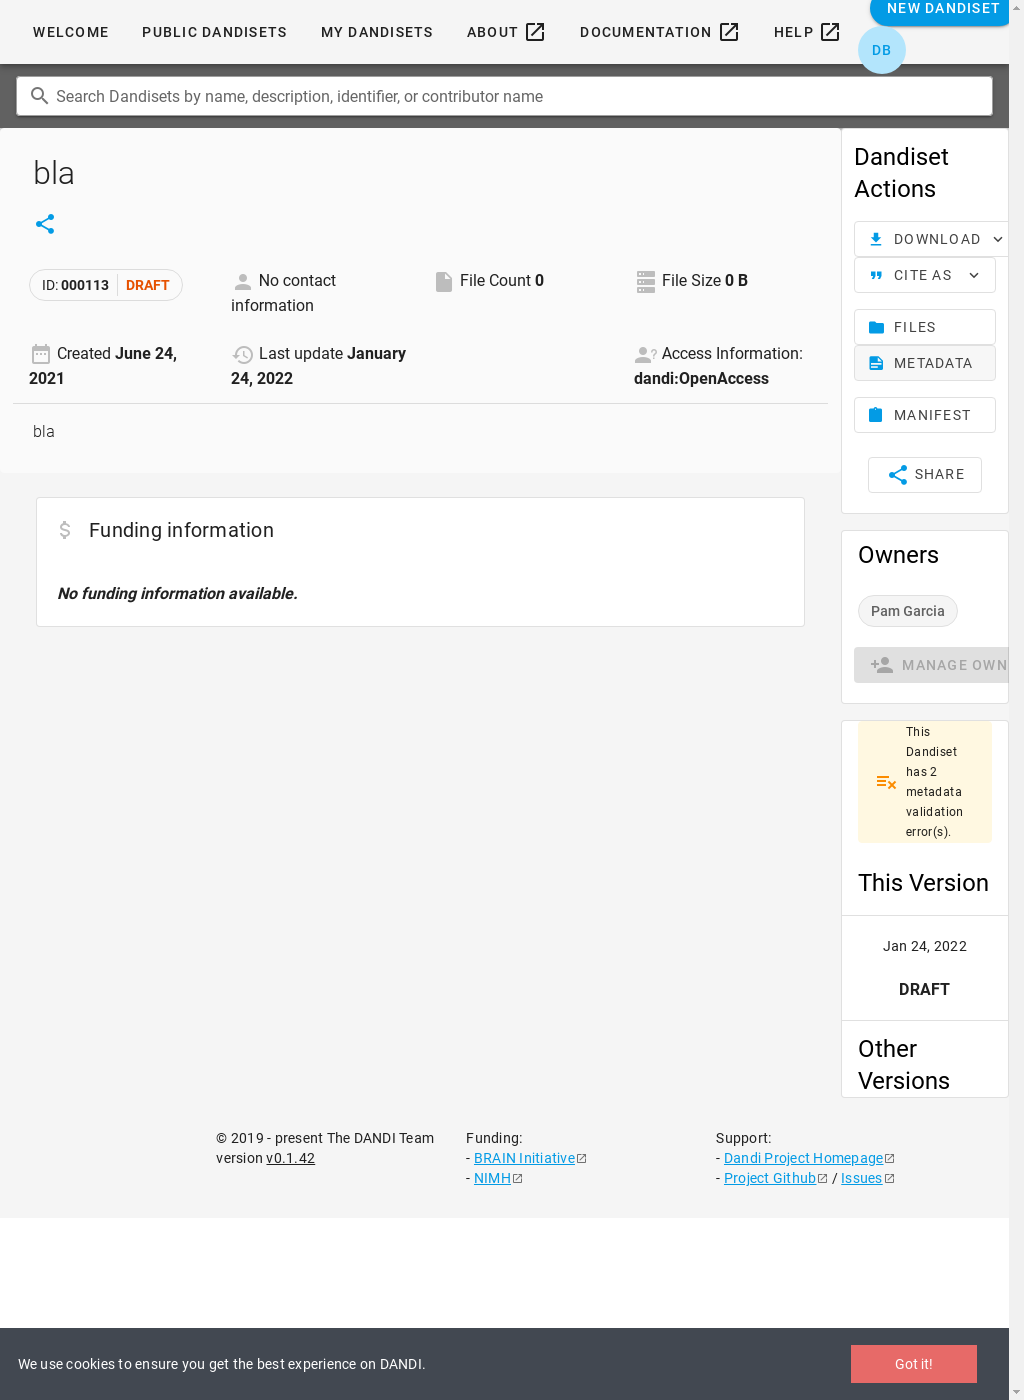 WELCOME PUBLIC DANDISETS MY DANDISETS ABOUT DOCUMENTATION HELP NEW DANDISET
DB
Search Dandisets by name, description, identifier, or contributor name
bla
ID: 000113 DRAFT
No contact information
File Count 0
File Size 0 B
Created June 24, 2021
Last update January 24, 2022
Access Information: dandi:OpenAccess
bla
Funding information
No funding information available.
Dandiset
Actions
DOWNLOAD
CITE AS
FILES
METADATA
MANIFEST
SHARE
Owners
Pam Garcia
MANAGE OWN
This
Dandiset
has 2
metadata
validation
error(s).
This Version
Jan 24, 2022
DRAFT
Other
Versions
© 2019 - present The DANDI Team
version v0.1.42
Funding:
- BRAIN Initiative
- NIMH
Support:
- Dandi Project Homepage
- Project Github / Issues
We use cookies to ensure you get the best experience on DANDI.
Got it!